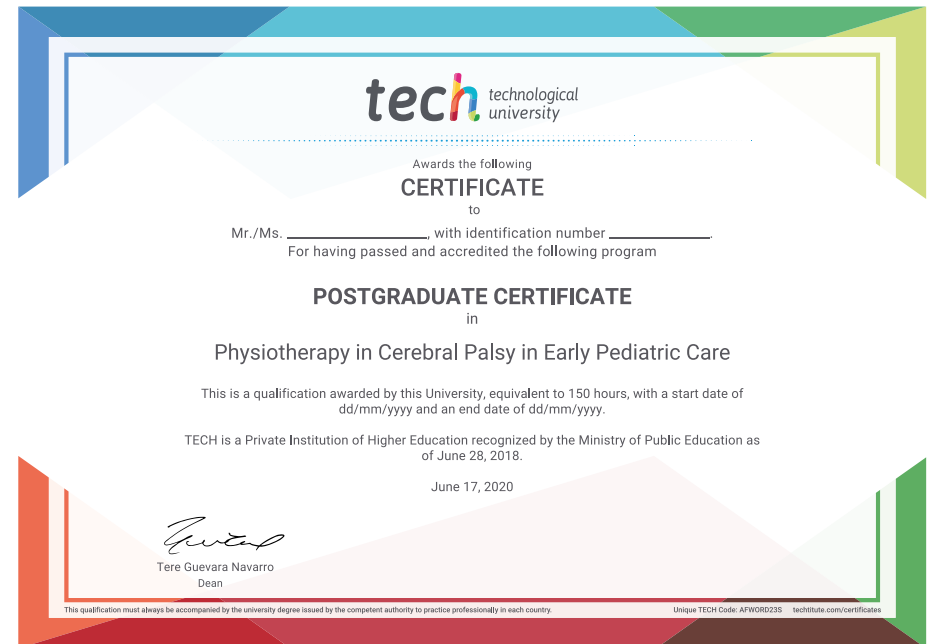 tech technological
university
Awards the following
CERTIFICATE
to
Mr./Ms. ____________________, with identification number ______________.
For having passed and accredited the following program
POSTGRADUATE CERTIFICATE
in
Physiotherapy in Cerebral Palsy in Early Pediatric Care
This is a qualification awarded by this University, equivalent to 150 hours, with a start date of
dd/mm/yyyy and an end date of dd/mm/yyyy.
TECH is a Private Institution of Higher Education recognized by the Ministry of Public Education as
of June 28, 2018.
June 17, 2020
Tere Guevara Navarro
Dean
This qualification must always be accompanied by the university degree issued by the competent authority to practice professionally in each country. Unique TECH Code: AFWORD23S techtitute.com/certificates